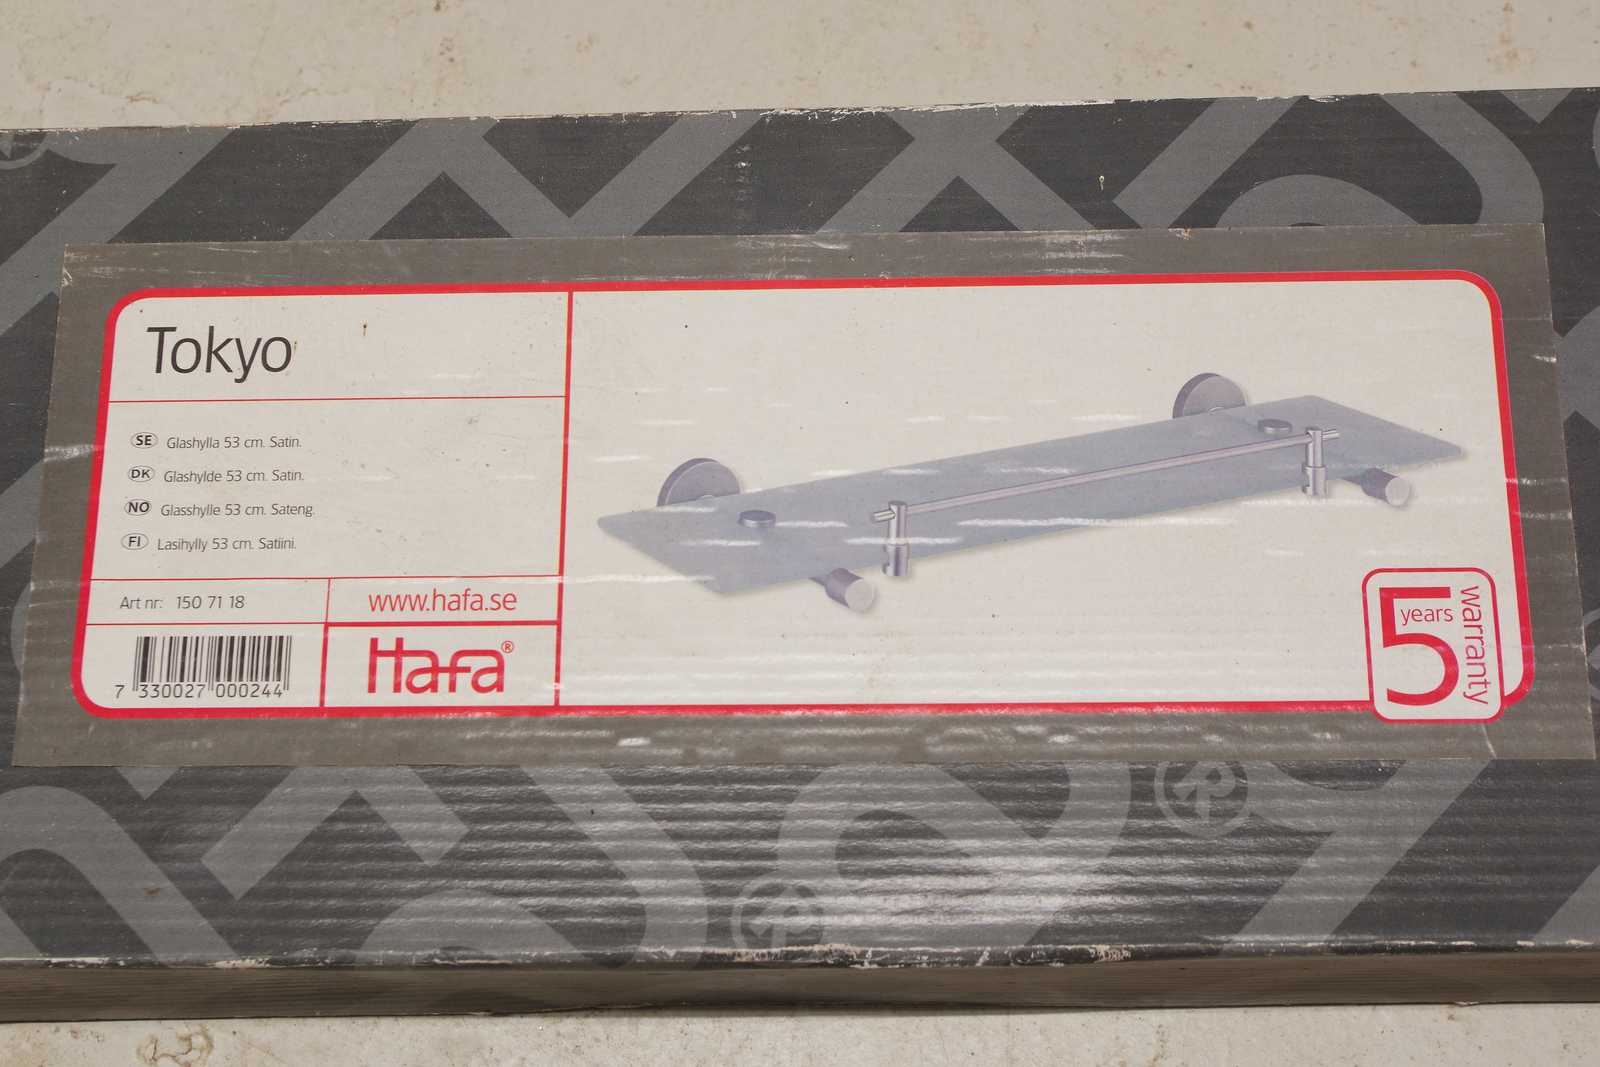 Tokyo
SE Glashylla 53 cm. Satin.
DK Glashylde 53 cm. Satin.
NO Glasshylle 53 cm. Sateng.
FI Lasihylly 53 cm. Satiini.
Art nr: 150 71 18
www.hafa.se
7 330027 000244
Hafa®
5 years warranty